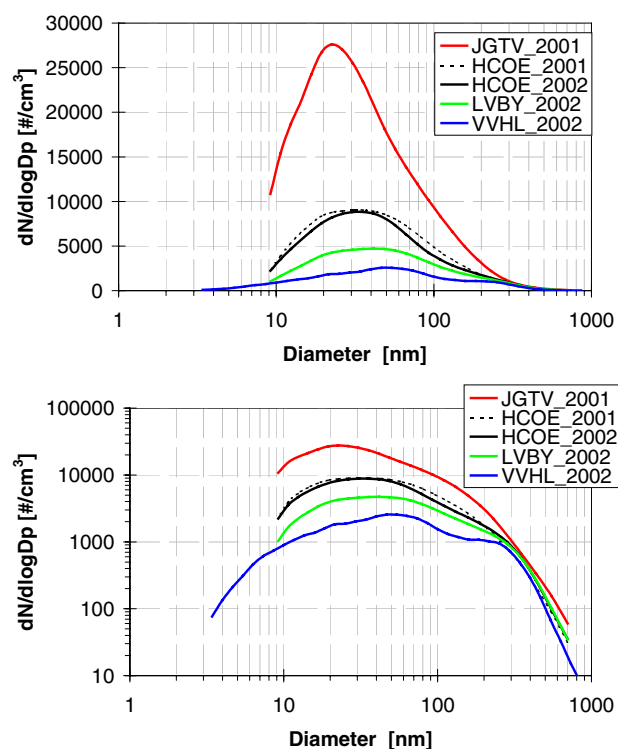 30000
25000
20000
15000
10000
5000
0
dN/dlogDp [#/cm³]
JGTV_2001
HCOE_2001
HCOE_2002
LVBY_2002
VVHL_2002
1
10
100
1000
Diameter [nm]
100000
10000
1000
100
10
dN/dlogDp [#/cm³]
JGTV_2001
HCOE_2001
HCOE_2002
LVBY_2002
VVHL_2002
1
10
100
1000
Diameter [nm]